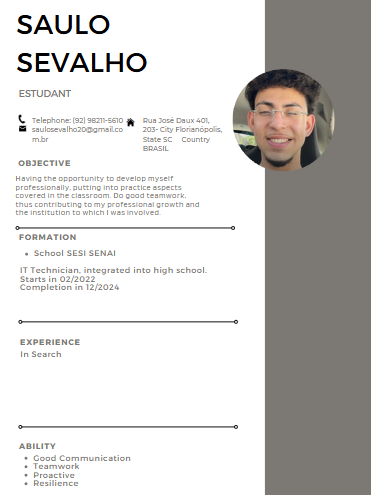 SAULO
SEVALHO
ESTUDANT
Telephone: (92) 98211-5610
saulosevalho20@gmail.co
m.br
Rua José Daux 401,
203- City Florianópolis,
State SC Country
BRASIL
OBJECTIVE
Having the opportunity to develop myself
professionally, putting into practice aspects
covered in the classroom. Do good teamwork,
thus contributing to my professional growth and
the institution to which I was involved.
FORMATION
• School SESI SENAI
IT Technician, integrated into high school.
Starts in 02/2022
Completion in 12/2024
EXPERIENCE
In Search
ABILITY
• Good Communication
• Teamwork
• Proactive
• Resilience